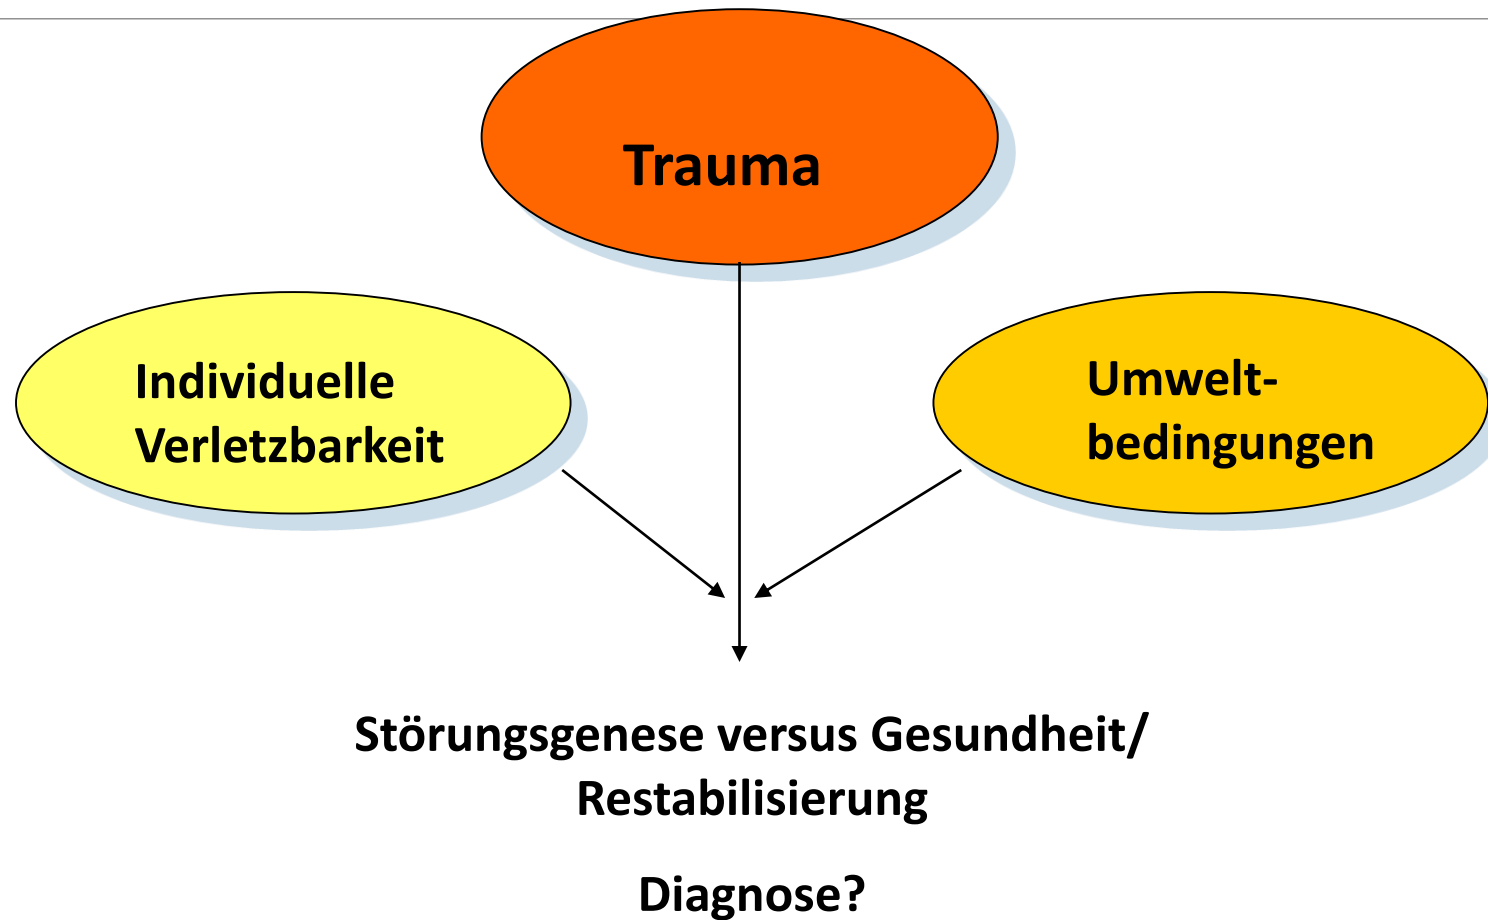 Trauma
Individuelle
Verletzbarkeit
Umwelt-
bedingungen
Störungsgenese versus Gesundheit/
Restabilisierung
Diagnose?